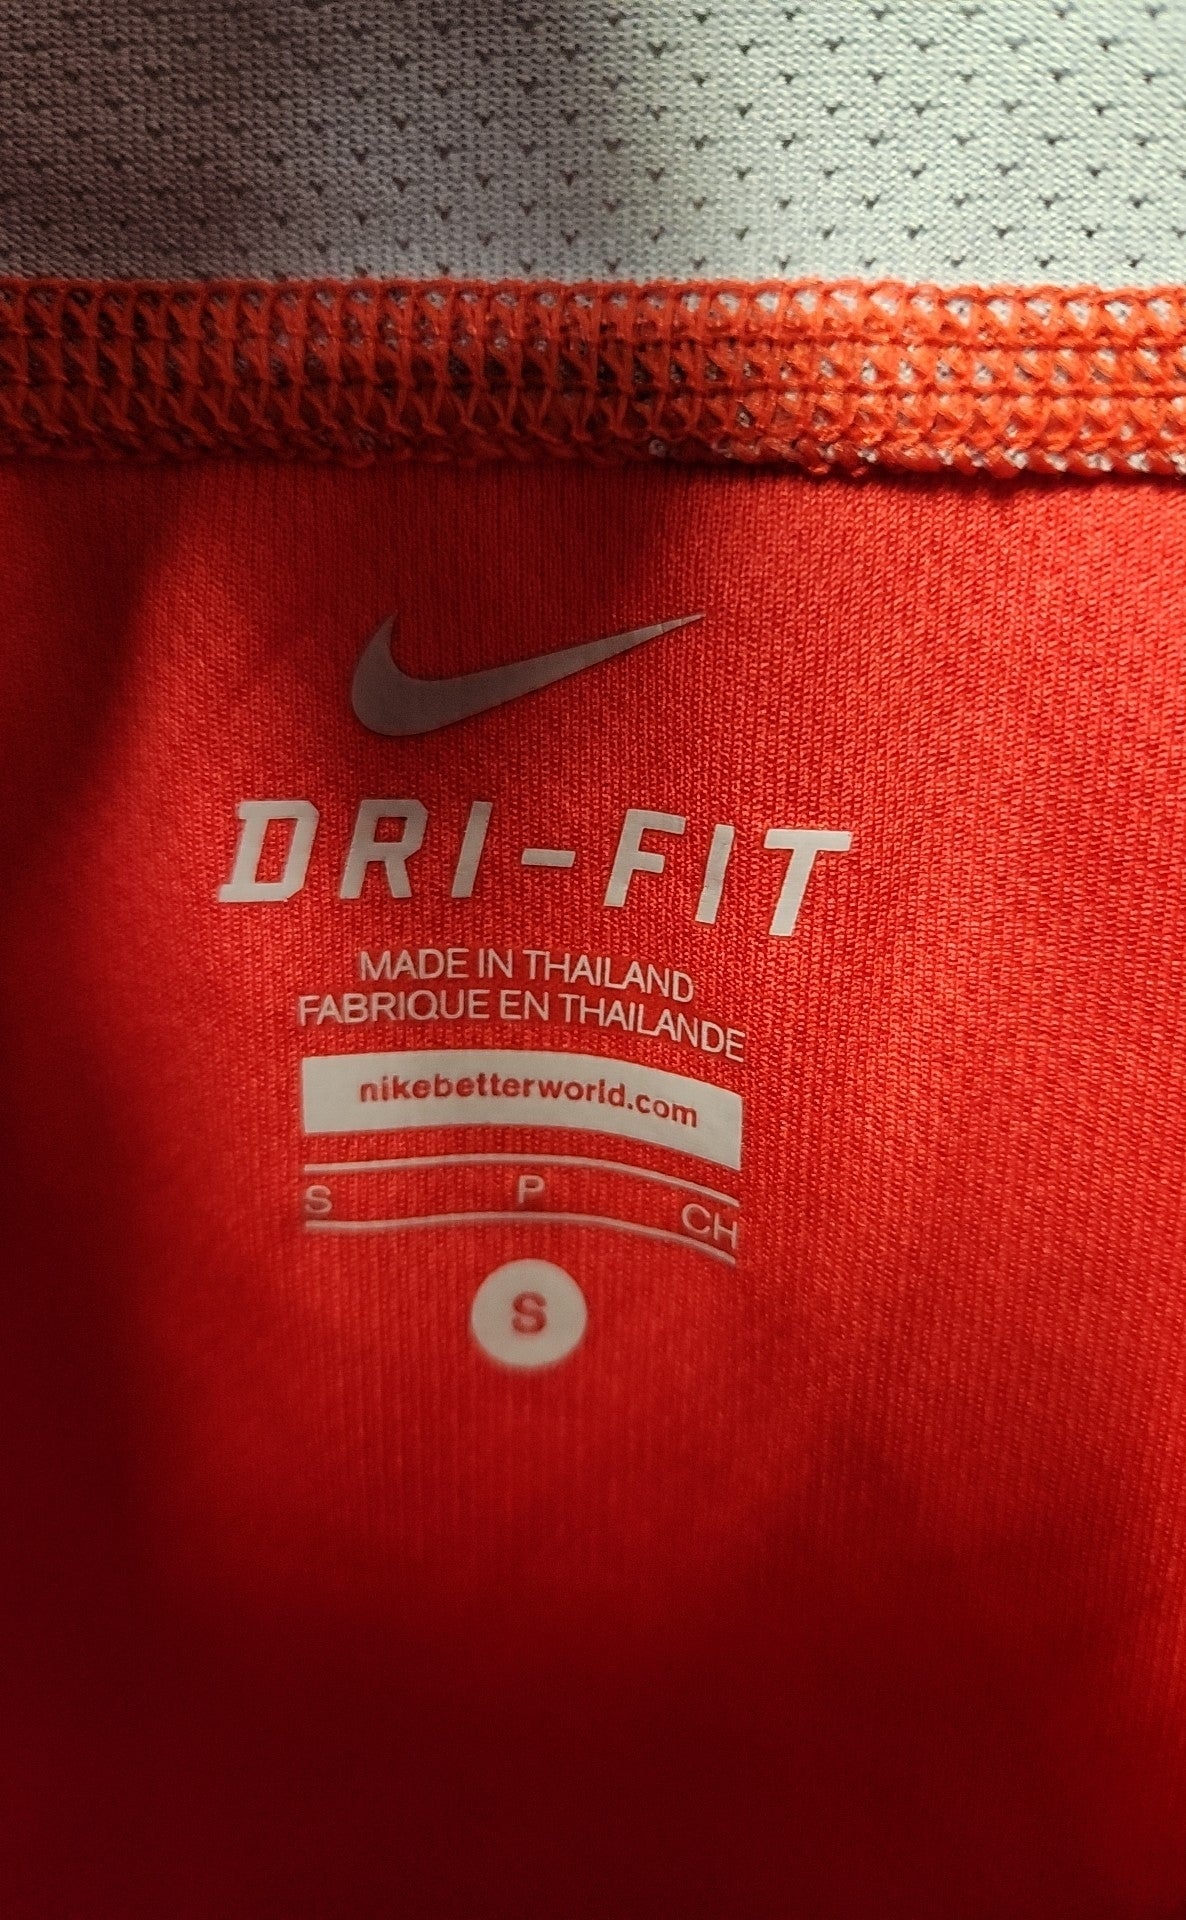 DRI-FIT
MADE IN THAILAND
FABRIQUE EN THAILANDE
nikebetterworld.com
S P CH
S